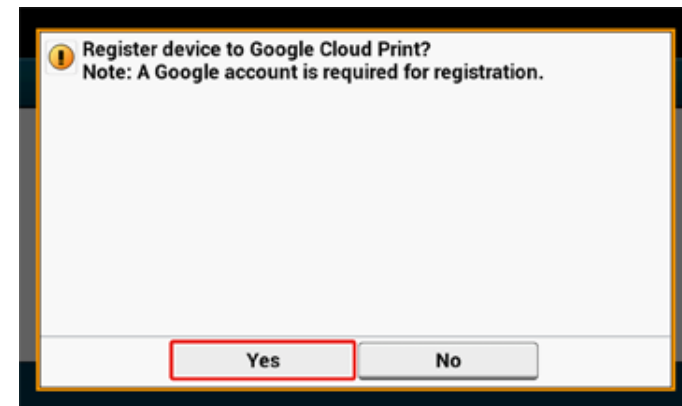 Register device to Google Cloud Print?
Note: A Google account is required for registration.
Yes
No